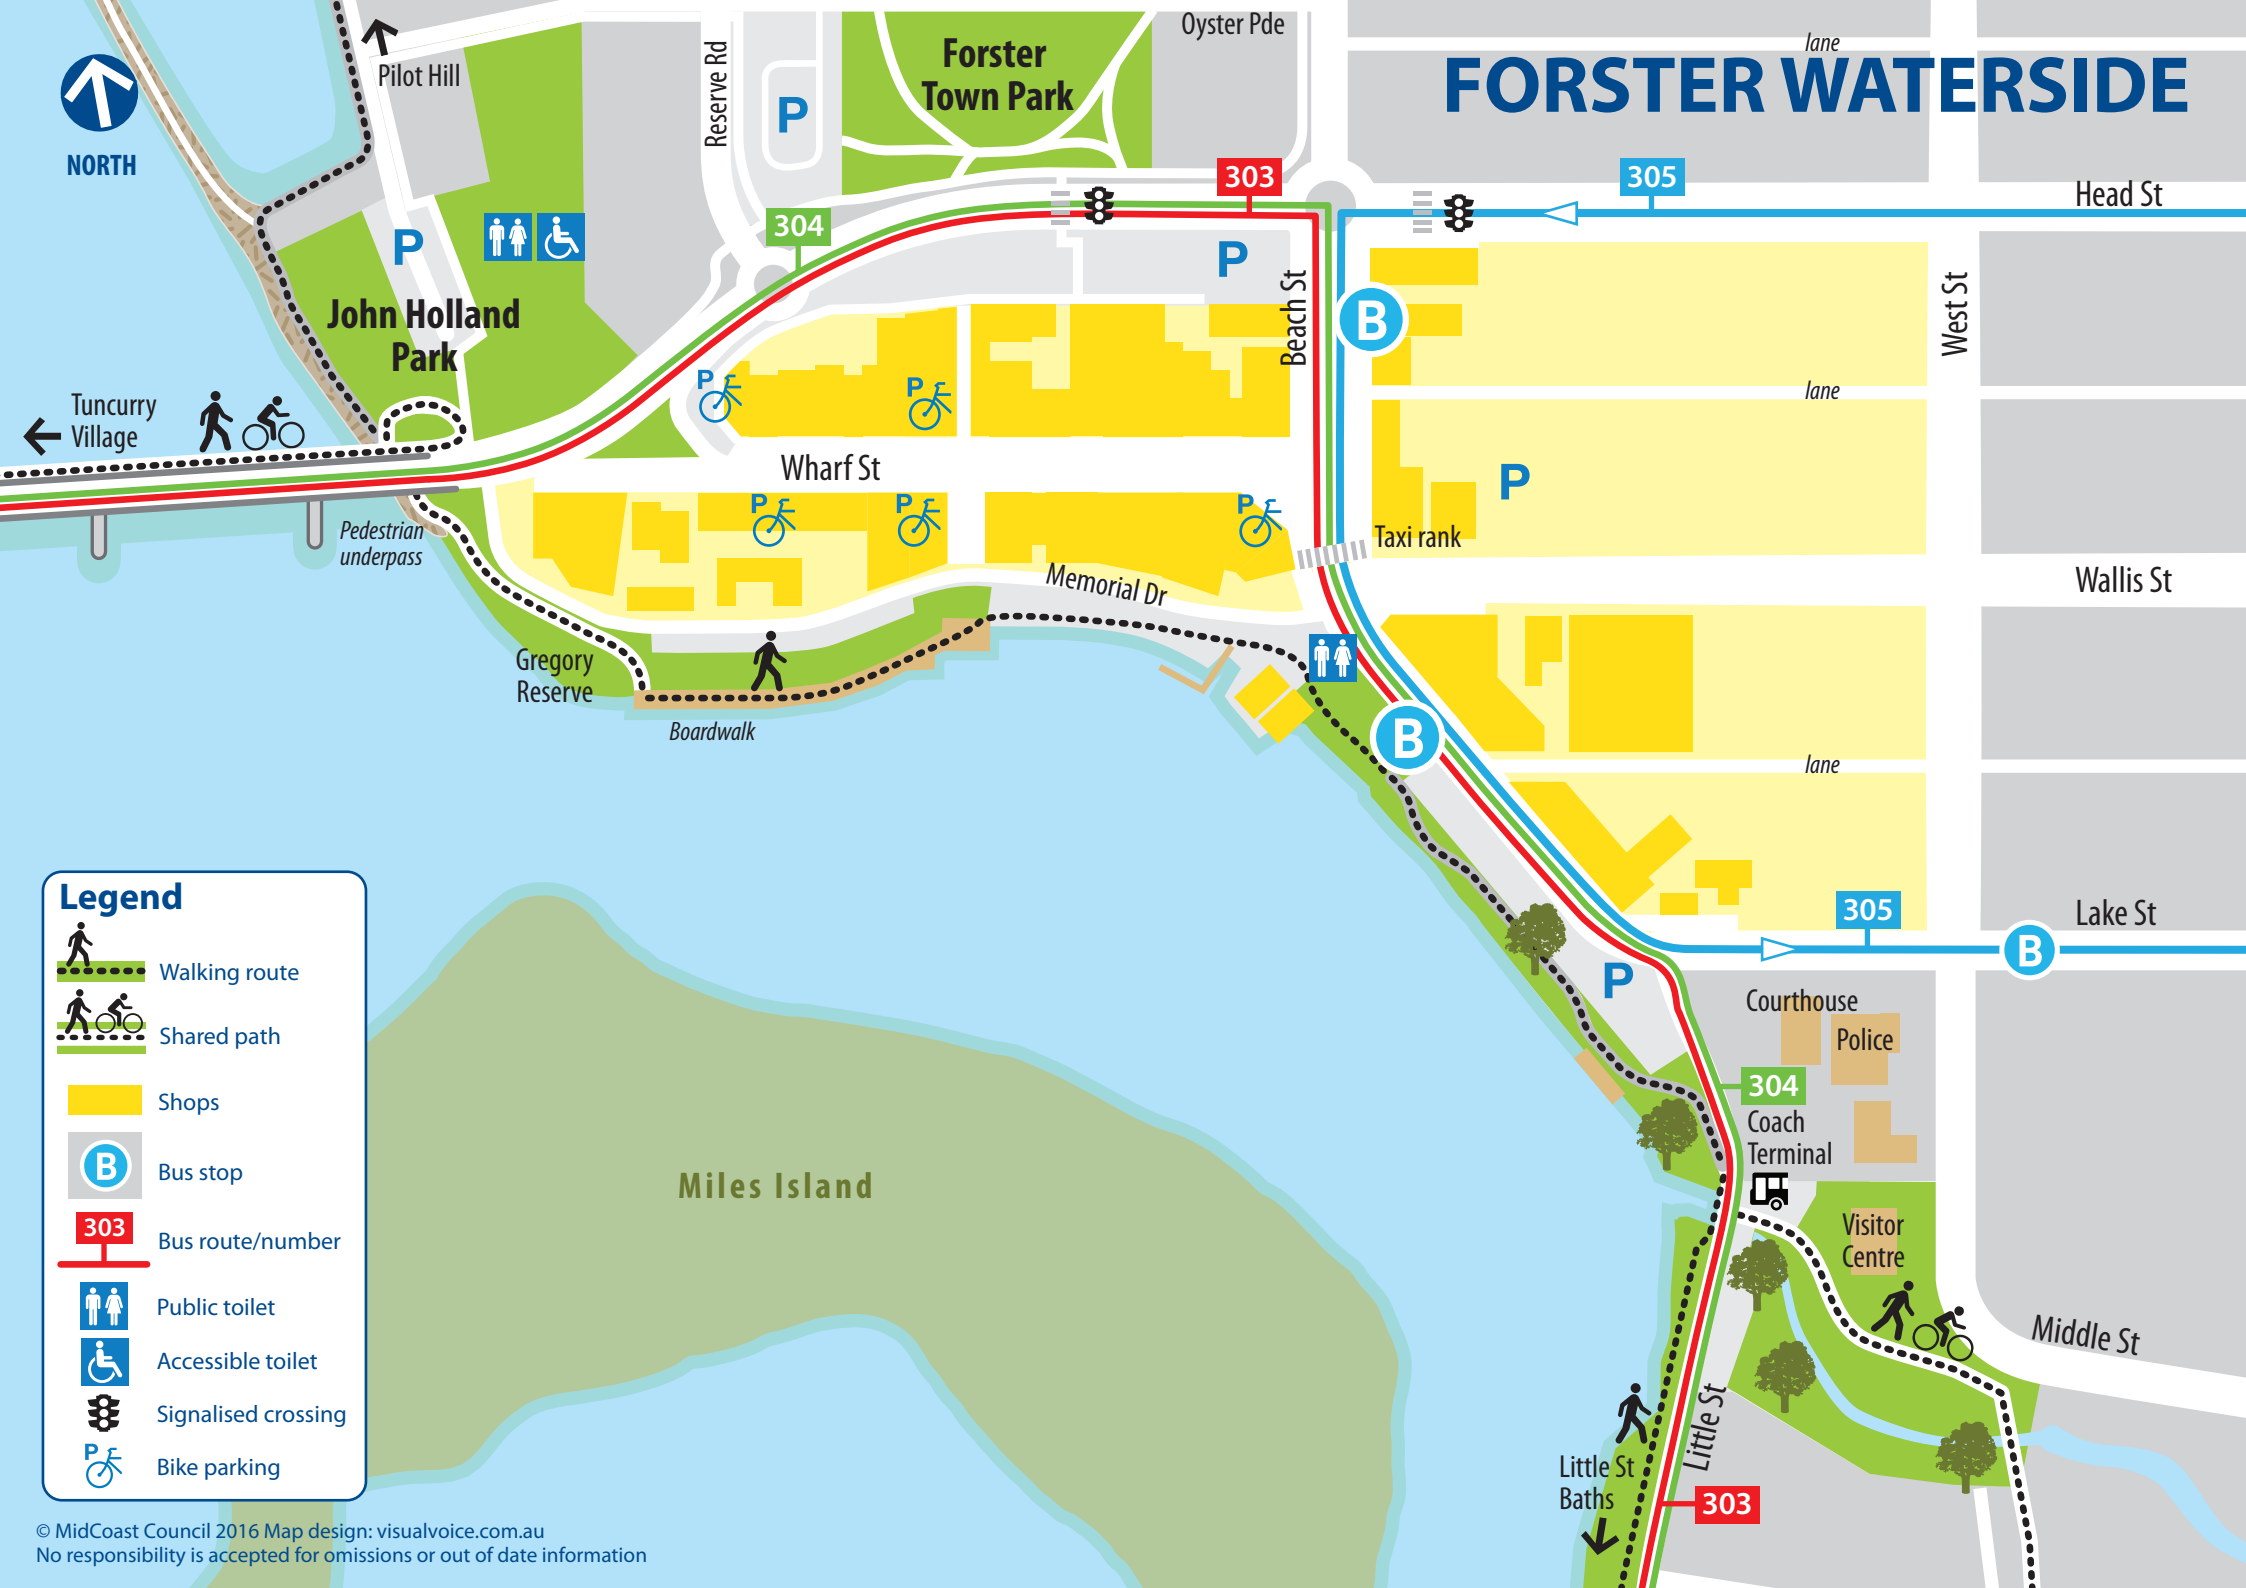 Oyster Pde
lane
FORSTER WATERSIDE
Forster
Town Park
Pilot Hill
Reserve Rd
P
NORTH
303
305
Head St
304
P
P
John Holland
Park
Beach St
B
West St
lane
Tuncurry
Village
P
P
Wharf St
P
P
P
P
Taxi rank
Pedestrian
underpass
Memorial Dr
Wallis St
Gregory
Reserve
Boardwalk
B
lane
305
Lake St
B
P
Courthouse
Police
304
Coach
Terminal
Visitor
Centre
Middle St
Miles Island
Little St
Little St
Baths
303
Legend
Walking route
Shared path
Shops
B
Bus stop
303
Bus route/number
Public toilet
Accessible toilet
Signalised crossing
P
Bike parking
© MidCoast Council 2016 Map design: visualvoice.com.au
No responsibility is accepted for omissions or out of date information